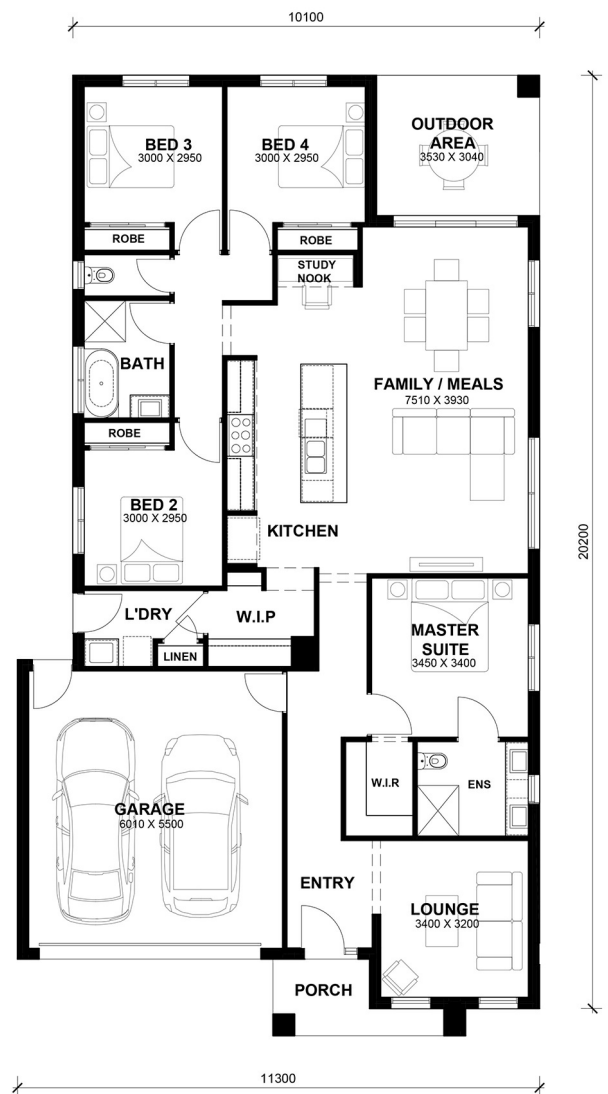 10100
OUTDOOR
AREA
3530 X 3040
BED 3
3000 X 2950
BED 4
3000 X 2950
ROBE
ROBE
STUDY
NOOK
BATH
FAMILY / MEALS
7510 X 3930
ROBE
BED 2
3000 X 2950
KITCHEN
20200
L'DRY
W.I.P
LINEN
MASTER
SUITE
3450 X 3400
W.I.R
ENS
GARAGE
6010 X 5500
ENTRY
LOUNGE
3400 X 3200
PORCH
11300